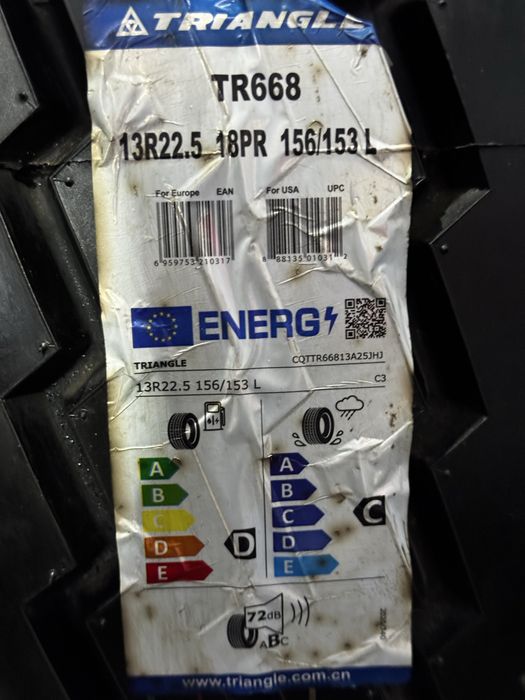 TRIANGLE
TR668
13R22.5 18PR 156/153 L
For Europe EAN For USA UPC
6 959753 210317 8 88135 01031 2
ENERG
TRIANGLE CQTTR66813A25JHJ
13R22.5 156/153 L C3
A A
B B
C C C
D D D
E E
72dB
ABC
www.triangle.com.cn